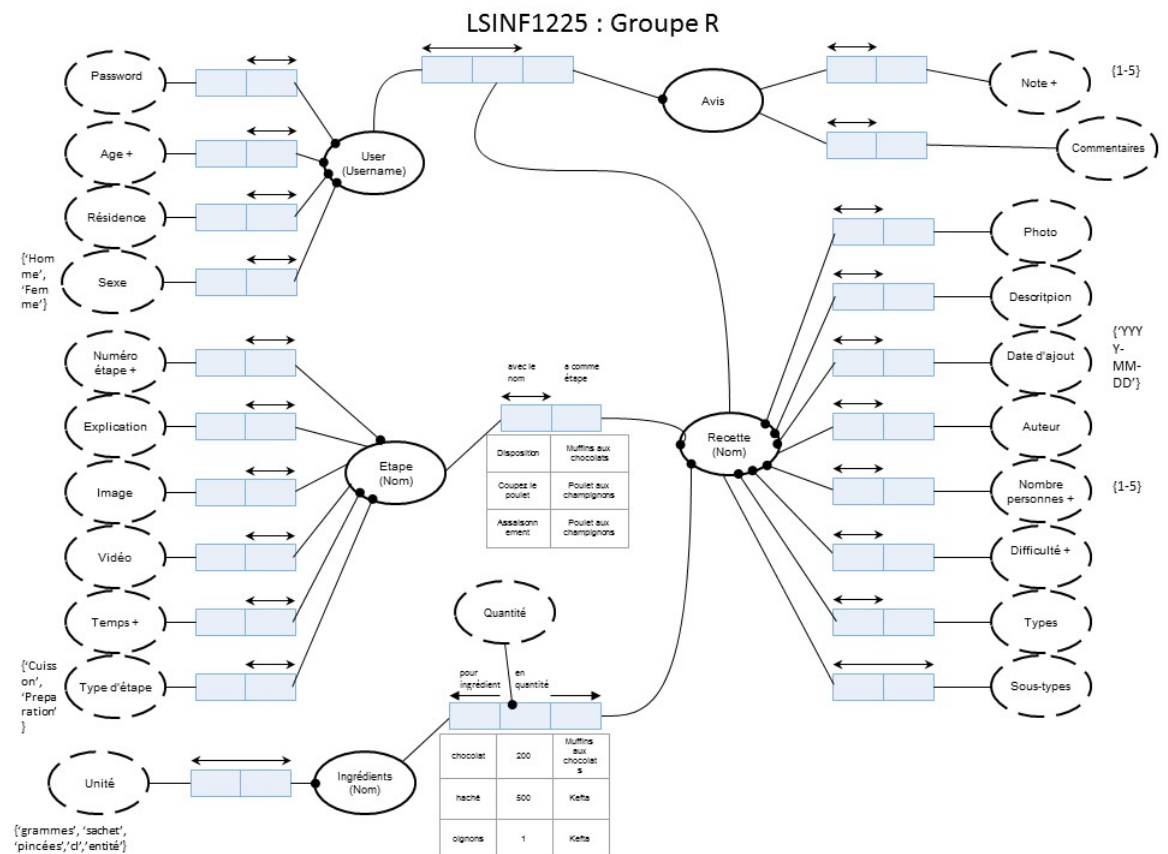 LSINF1225 : Groupe R
Password
Age +
Résidence
Sexe
{'Hom
me',
'Fem
me'}
User
(Username)
Avis
Note +
{1-5}
Commentaires
Photo
Descritpion
Date d'ajout
{'YYY
Y-
MM-
DD'}
Auteur
Nombre
personnes +
{1-5}
Difficulté +
Types
Sous-types
Recette
(Nom)
Numéro
étape +
Explication
Image
Vidéo
Temps +
Type d'étape
{'Cuiss
on',
'Prepa
ration'
}
Etape
(Nom)
avec le
nom
a comme
étape
Disposition
Muffins aux
chocolats
Coupez le
poulet
Poulet aux
champignons
Assaisonn
ement
Poulet aux
champignons
Quantité
pour
ingrédient
en
quantité
chocolat
200
Muffins
aux
chocolat
s
haché
500
Kefta
oignons
1
Kefta
Unité
{'grammes', 'sachet',
'pincées','cl','entité'}
Ingrédients
(Nom)